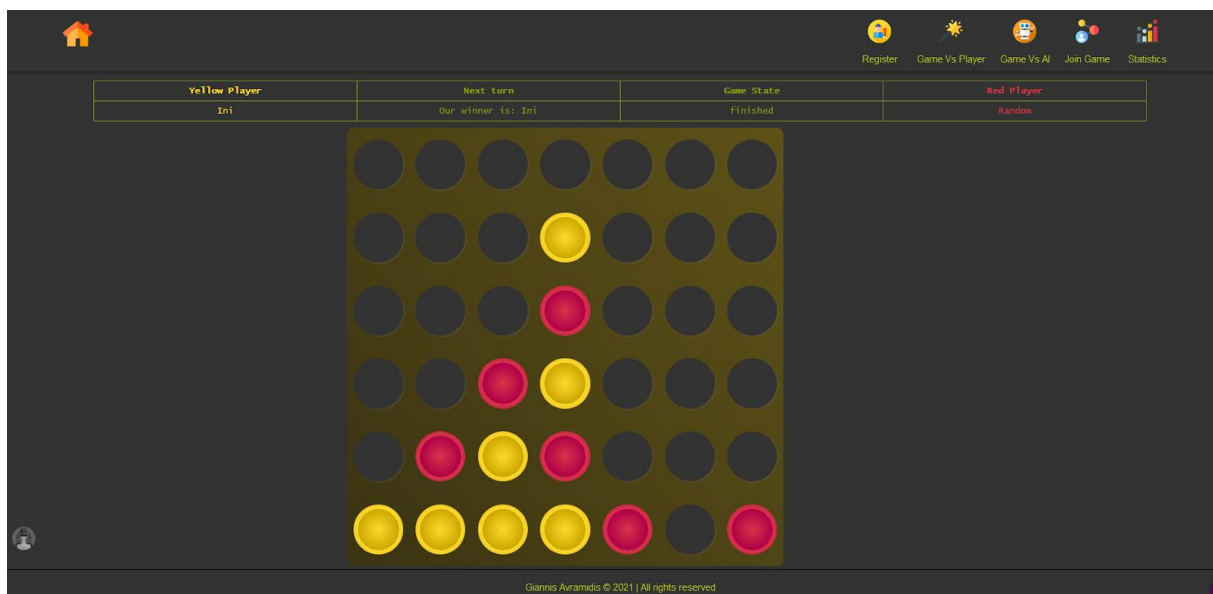 Register Game Vs Player Game Vs AI Join Game Statistics
Yellow Player Next turn Game State Red Player
Ini Our winner is: Ini finished Random
Giannis Avramidis © 2021 | All rights reserved